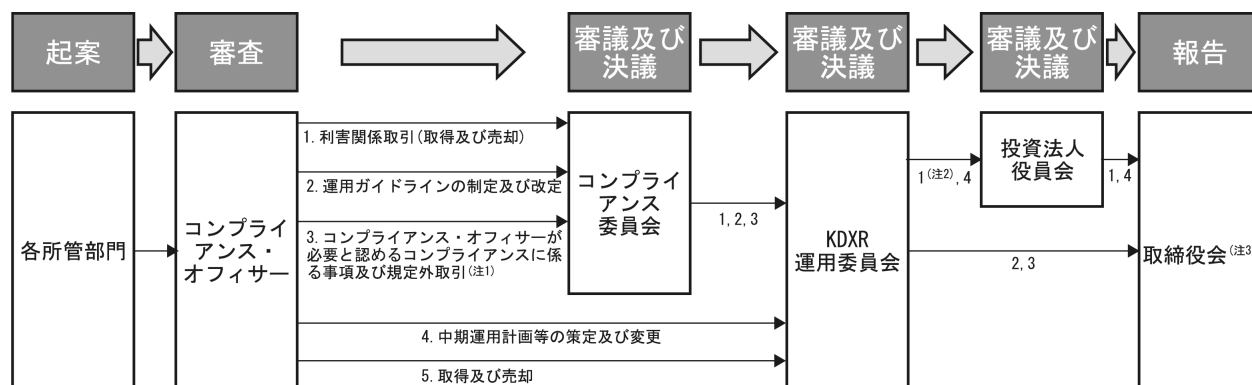 起案
審査
審議及び
決議
審議及び
決議
審議及び
決議
報告
各所管部門
コンプライ
アンス・
オフィサー
1. 利害関係取引(取得及び売却)
2. 運用ガイドラインの制定及び改定
3. コンプライアンス・オフィサーが
必要と認めるコンプライアンスに係
る事項及び規定外取引(注1)
4. 中期運用計画等の策定及び変更
5. 取得及び売却
コンプライ
アンス
委員会
1, 2, 3
KDXR
運用委員会
1(注2), 4
2, 3
投資法人
役員会
1, 4
取締役会(注3